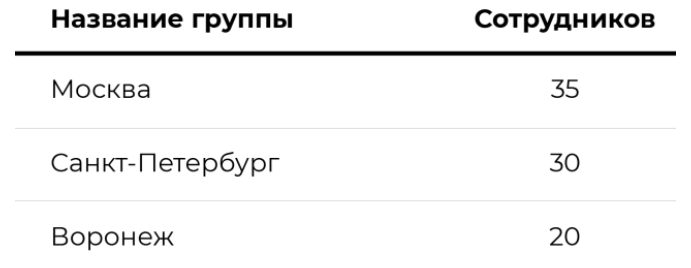 Название группы Сотрудников
Москва 35
Санкт-Петербург 30
Воронеж 20